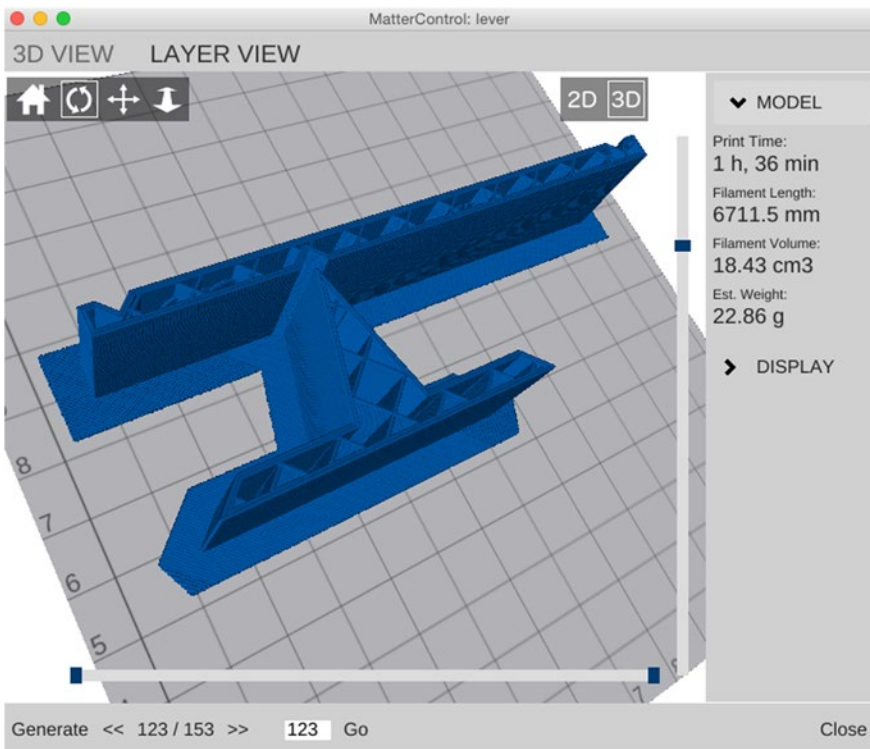 MatterControl: lever
3D VIEW LAYER VIEW
2D 3D
MODEL
Print Time:
1 h, 36 min
Filament Length:
6711.5 mm
Filament Volume:
18.43 cm3
Est. Weight:
22.86 g
DISPLAY
8
7
6
5
7
Generate << 123 / 153 >> 123 Go Close